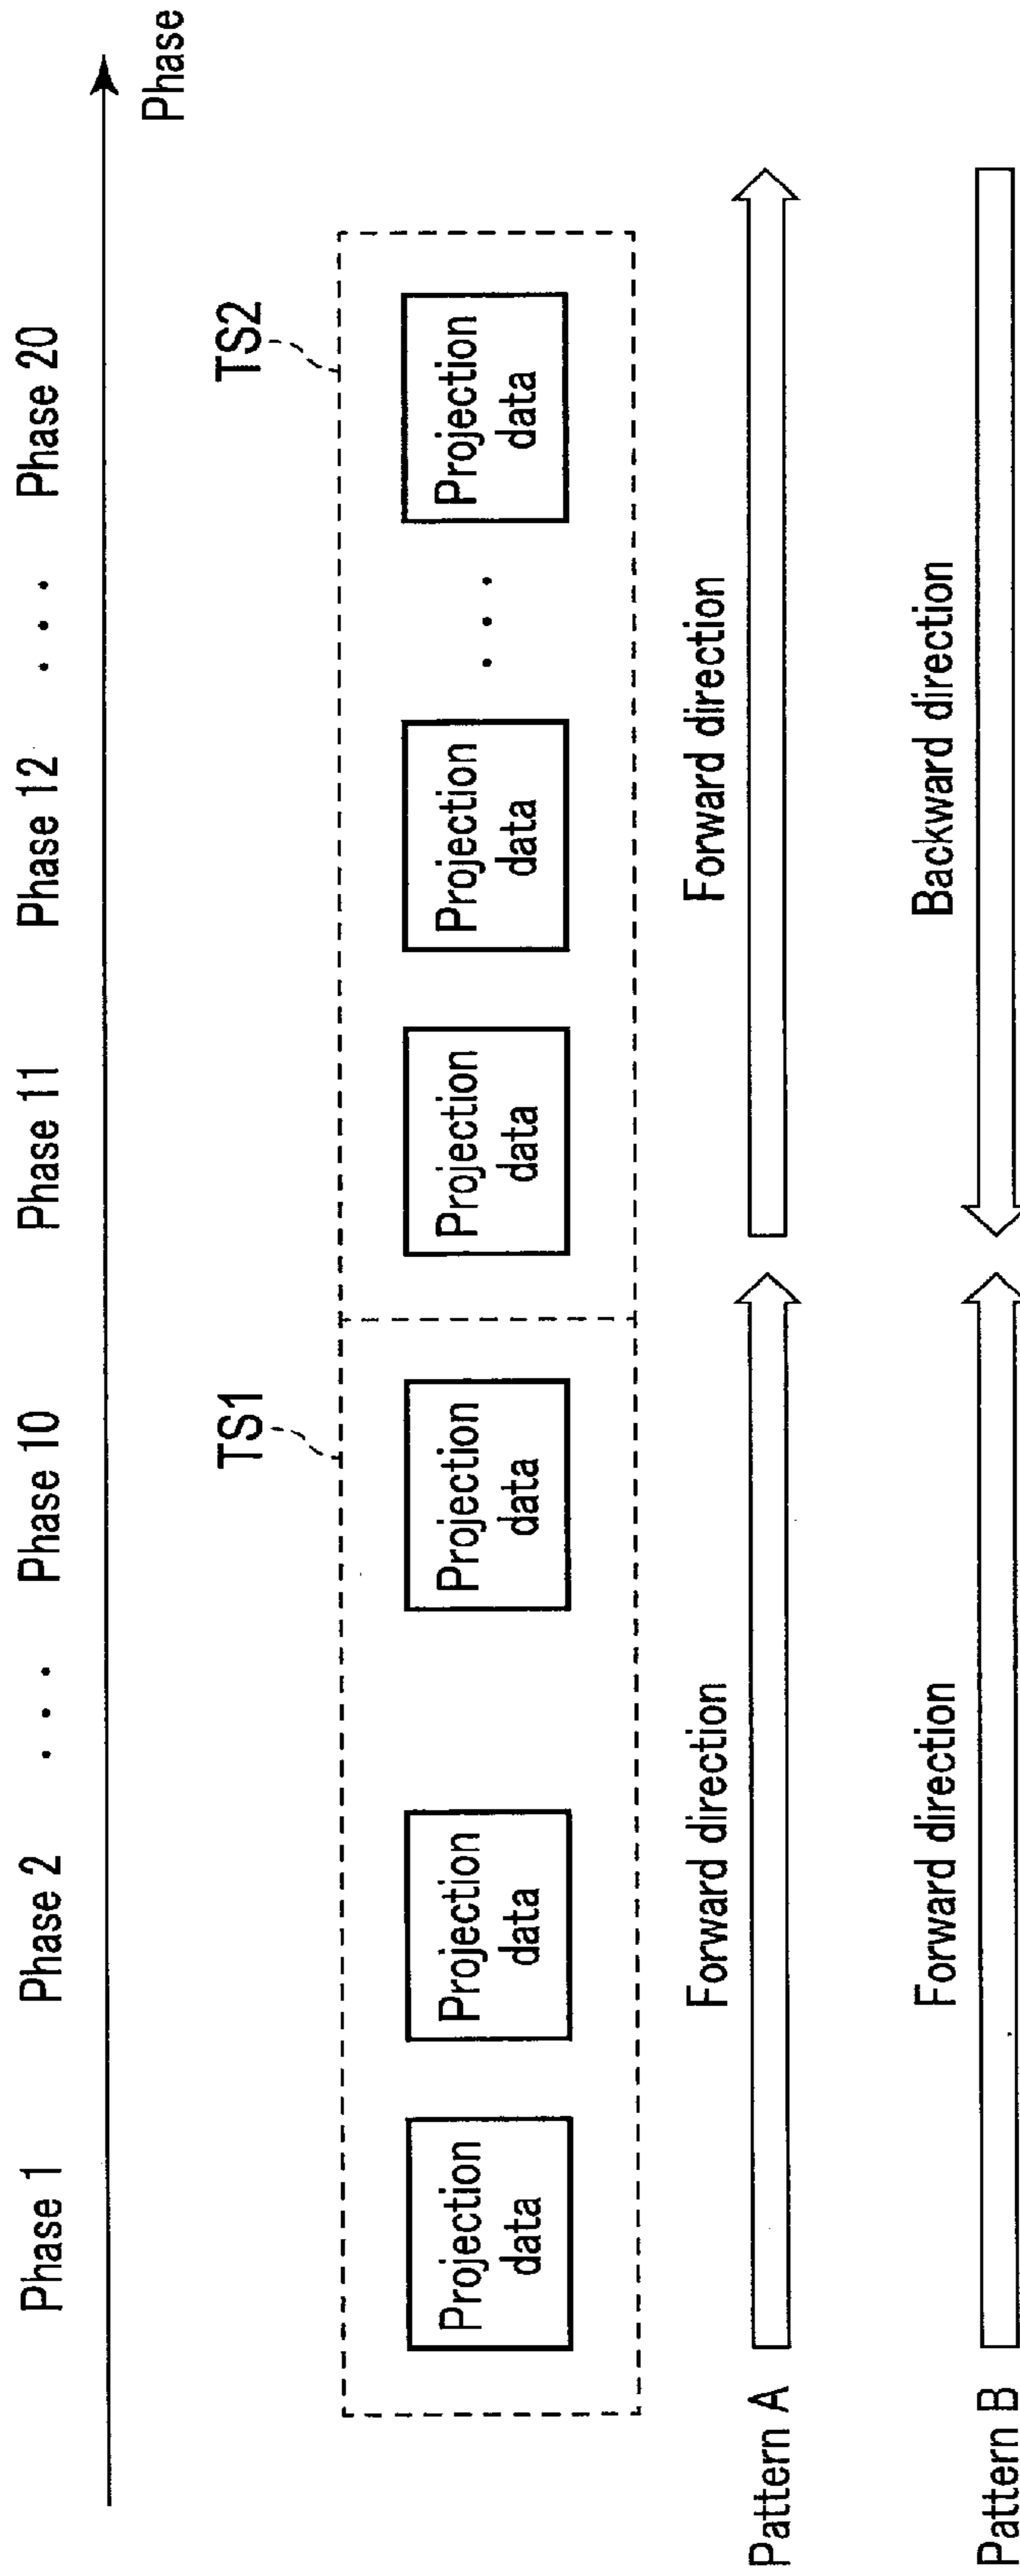 Phase 1 Phase 2 . . . Phase 10 Phase 11 Phase 12 . . . Phase 20
Phase
TS1 TS2
Projection
data
Projection
data
Projection
data
Projection
data
Projection
data
. . .
Projection
data
Forward direction Forward direction
Pattern A
Forward direction Backward direction
Pattern B